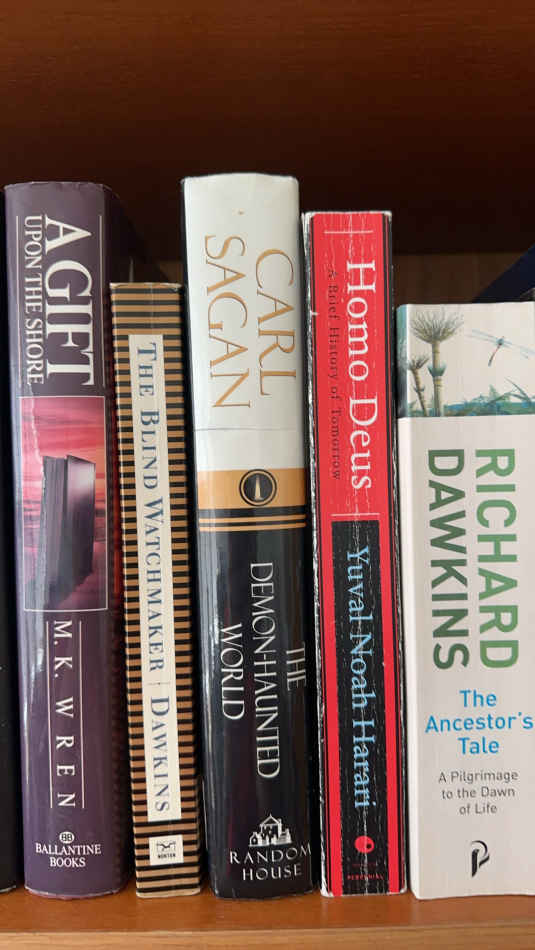 A GIFT
UPON THE SHORE
M. K. WREN
BB
BALLANTINE
BOOKS
THE BLIND WATCHMAKER | DAWKINS
NORTON
CARL
SAGAN
THE
DEMON-HAUNTED
WORLD
RANDOM
HOUSE
Homo Deus
A Brief History of Tomorrow
Yuval Noah Harari
PERENNIAL
RICHARD
DAWKINS
The
Ancestor's
Tale
A Pilgrimage
to the Dawn
of Life